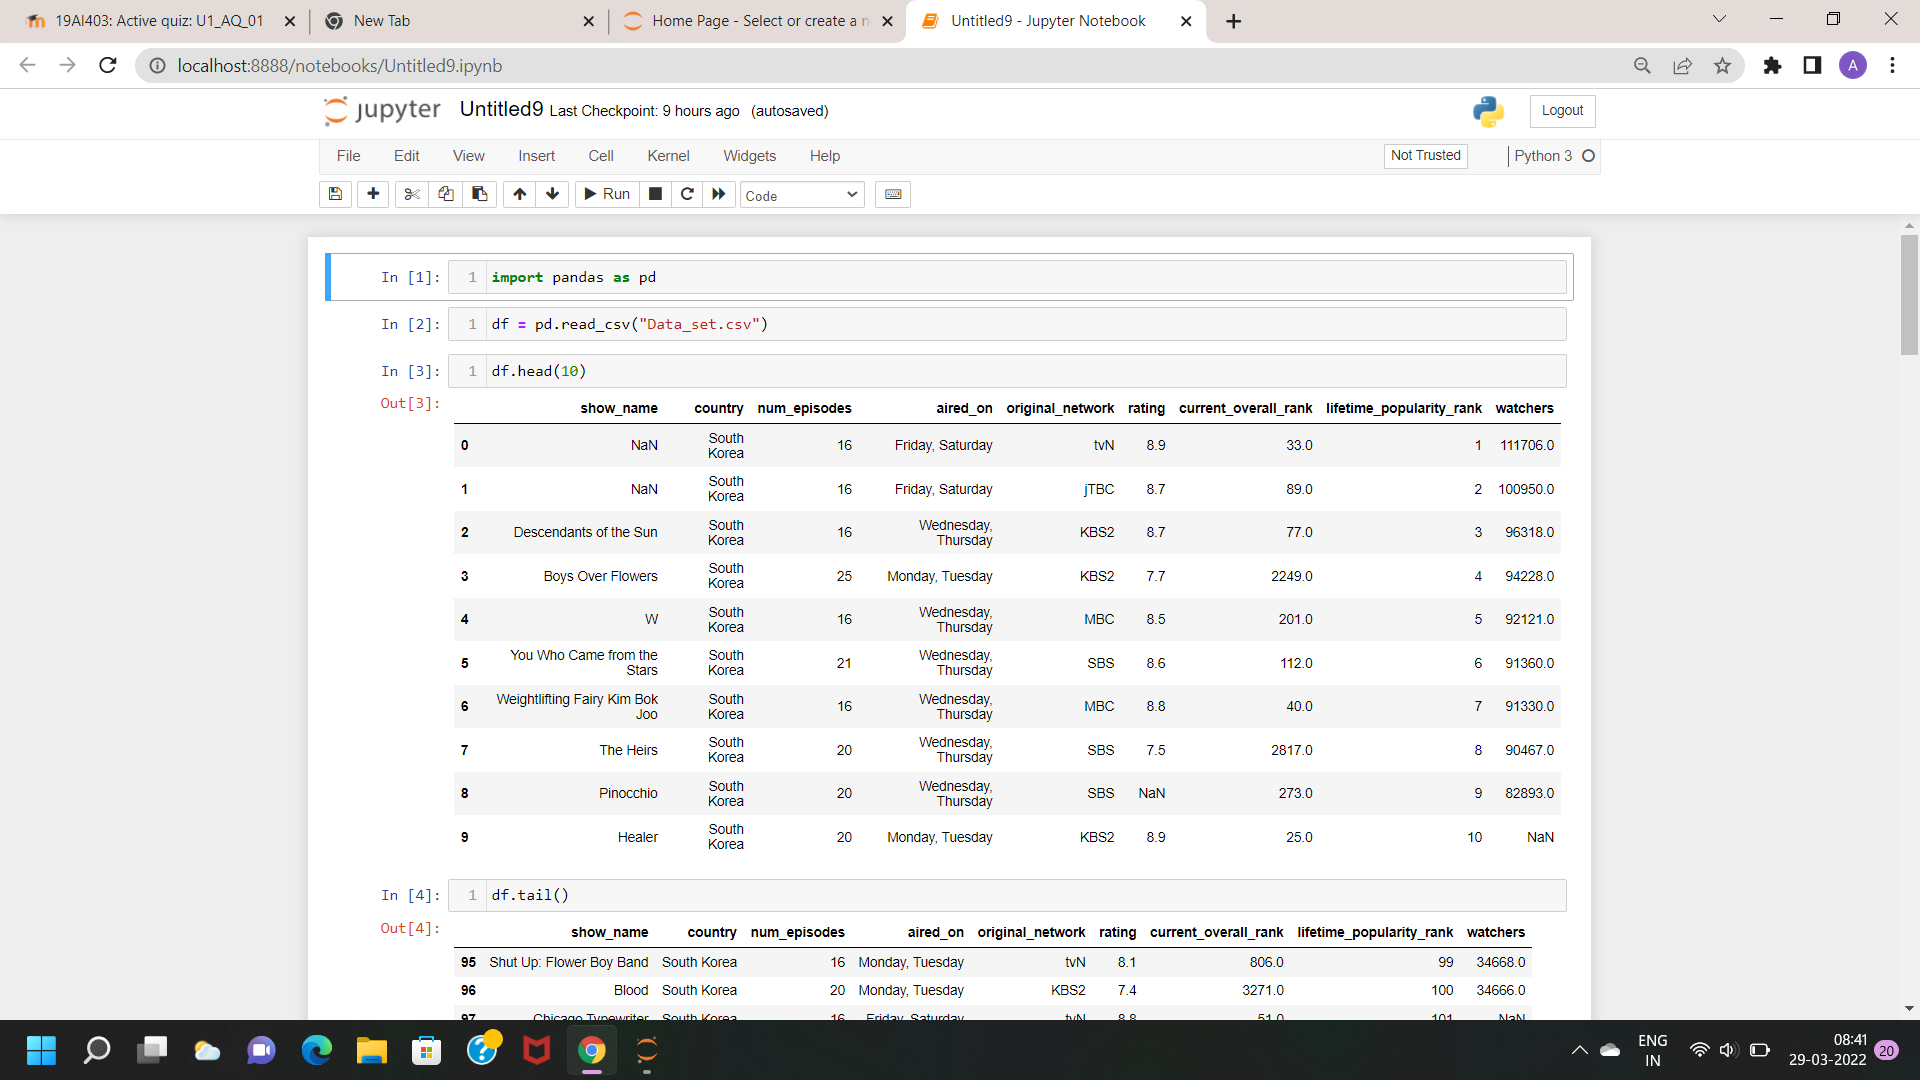 19AI403: Active quiz: U1_AQ_01
New Tab
Home Page - Select or create a n
Untitled9 - Jupyter Notebook
localhost:8888/notebooks/Untitled9.ipynb
A
jupyter Untitled9 Last Checkpoint: 9 hours ago (autosaved)
Logout
File Edit View Insert Cell Kernel Widgets Help
Not Trusted
Python 3
Run
Code
In [1]: 1 import pandas as pd
In [2]: 1 df = pd.read_csv("Data_set.csv")
In [3]: 1 df.head(10)
Out[3]:
show_name country num_episodes aired_on original_network rating current_overall_rank lifetime_popularity_rank watchers
0 NaN South Korea 16 Friday, Saturday tvN 8.9 33.0 1 111706.0
1 NaN South Korea 16 Friday, Saturday jTBC 8.7 89.0 2 100950.0
2 Descendants of the Sun South Korea 16 Wednesday, Thursday KBS2 8.7 77.0 3 96318.0
3 Boys Over Flowers South Korea 25 Monday, Tuesday KBS2 7.7 2249.0 4 94228.0
4 W South Korea 16 Wednesday, Thursday MBC 8.5 201.0 5 92121.0
5 You Who Came from the Stars South Korea 21 Wednesday, Thursday SBS 8.6 112.0 6 91360.0
6 Weightlifting Fairy Kim Bok Joo South Korea 16 Wednesday, Thursday MBC 8.8 40.0 7 91330.0
7 The Heirs South Korea 20 Wednesday, Thursday SBS 7.5 2817.0 8 90467.0
8 Pinocchio South Korea 20 Wednesday, Thursday SBS NaN 273.0 9 82893.0
9 Healer South Korea 20 Monday, Tuesday KBS2 8.9 25.0 10 NaN
In [4]: 1 df.tail()
Out[4]:
show_name country num_episodes aired_on original_network rating current_overall_rank lifetime_popularity_rank watchers
95 Shut Up: Flower Boy Band South Korea 16 Monday, Tuesday tvN 8.1 806.0 99 34668.0
96 Blood South Korea 20 Monday, Tuesday KBS2 7.4 3271.0 100 34666.0
97 Chicago Typewriter South Korea 16 Friday, Saturday tvN 8.8 51.0 101 NaN
ENG
IN
08:41
29-03-2022
20